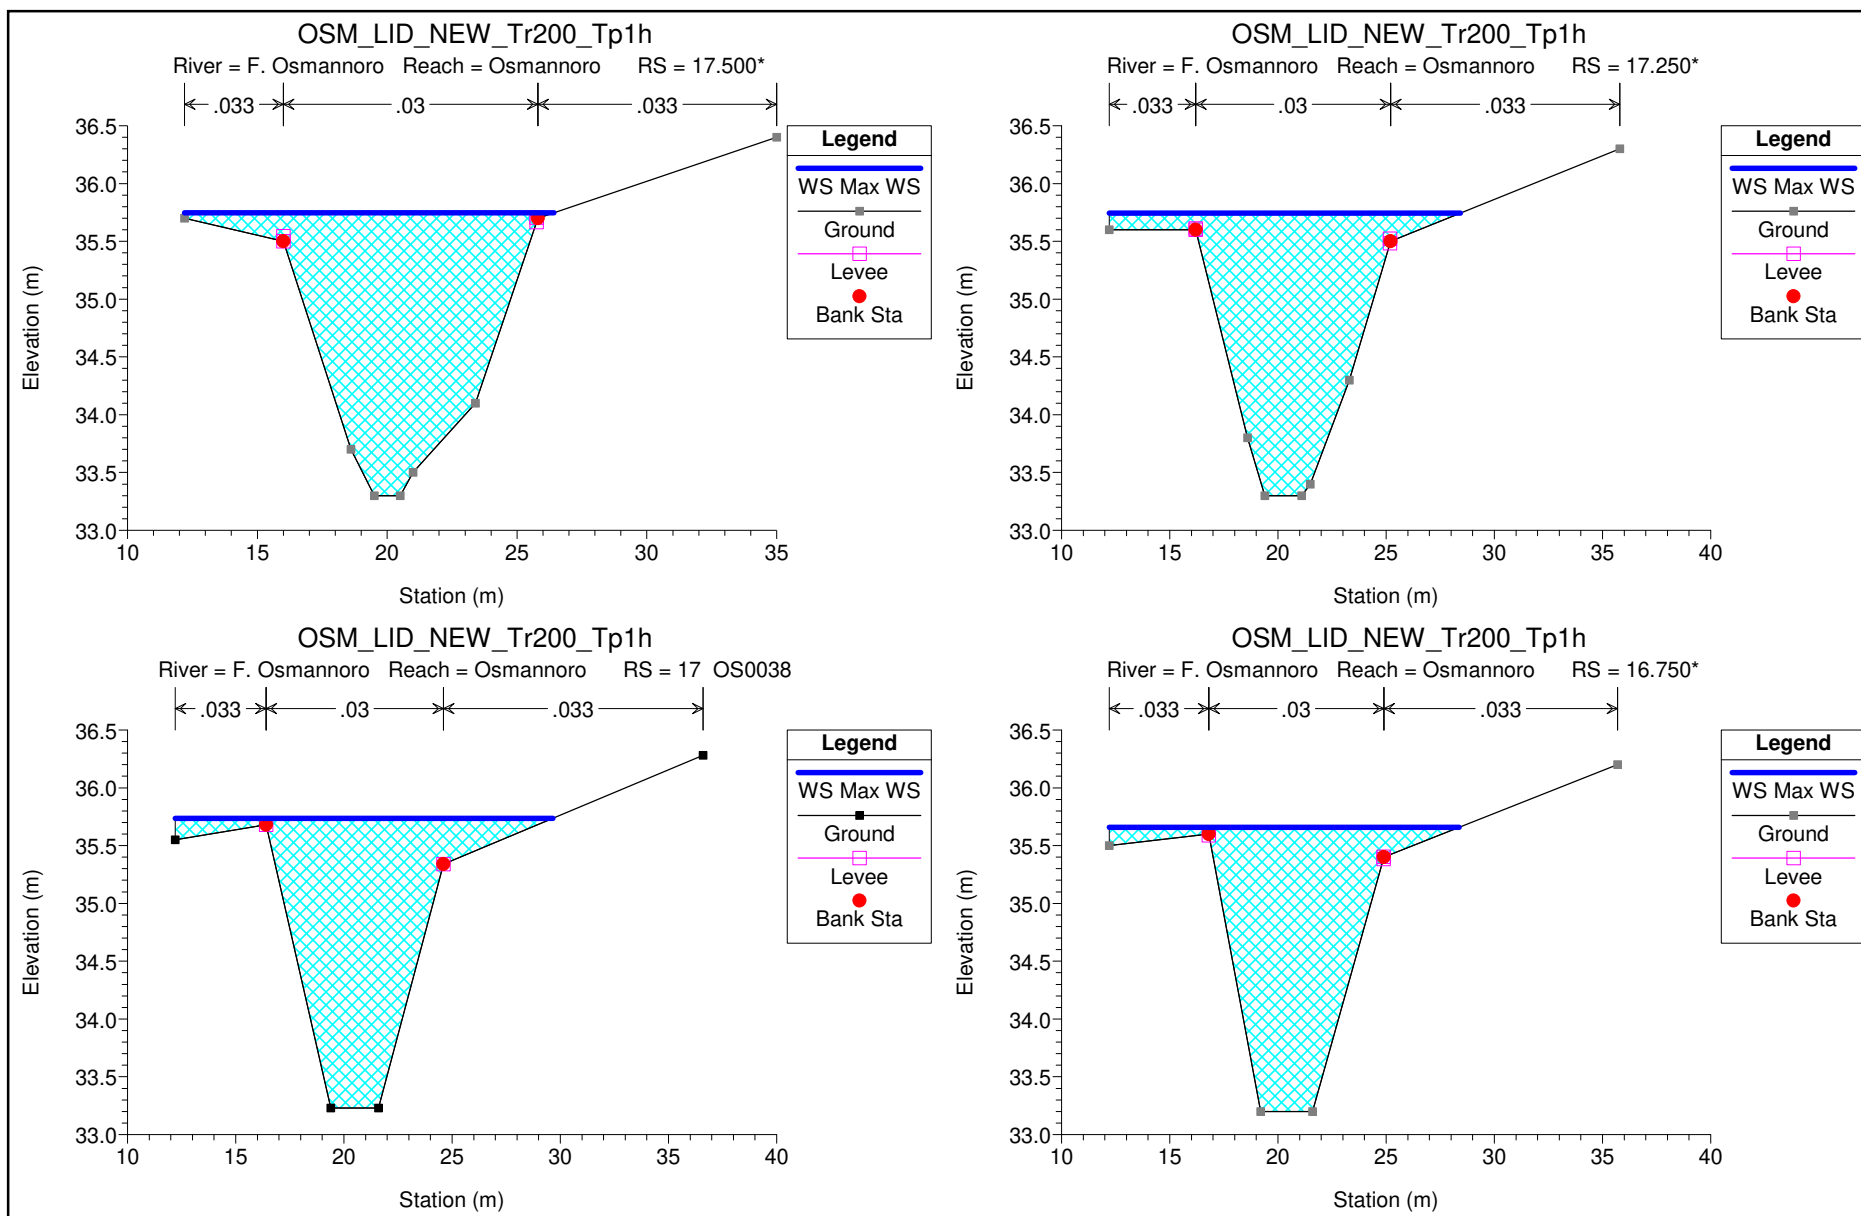 OSM_LID_NEW_Tr200_Tp1h
River = F. Osmannoro   Reach = Osmannoro   RS = 17.500*
.033 .03 .033
36.5
36.0
35.5
35.0
34.5
34.0
33.5
33.0
Elevation (m)
10 15 20 25 30 35
Station (m)
Legend
WS Max WS
Ground
Levee
Bank Sta
OSM_LID_NEW_Tr200_Tp1h
River = F. Osmannoro   Reach = Osmannoro   RS = 17.250*
.033 .03 .033
36.5
36.0
35.5
35.0
34.5
34.0
33.5
33.0
Elevation (m)
10 15 20 25 30 35 40
Station (m)
Legend
WS Max WS
Ground
Levee
Bank Sta
OSM_LID_NEW_Tr200_Tp1h
River = F. Osmannoro   Reach = Osmannoro   RS = 17   OS0038
.033 .03 .033
36.5
36.0
35.5
35.0
34.5
34.0
33.5
33.0
Elevation (m)
10 15 20 25 30 35 40
Station (m)
Legend
WS Max WS
Ground
Levee
Bank Sta
OSM_LID_NEW_Tr200_Tp1h
River = F. Osmannoro   Reach = Osmannoro   RS = 16.750*
.033 .03 .033
36.5
36.0
35.5
35.0
34.5
34.0
33.5
33.0
Elevation (m)
10 15 20 25 30 35 40
Station (m)
Legend
WS Max WS
Ground
Levee
Bank Sta